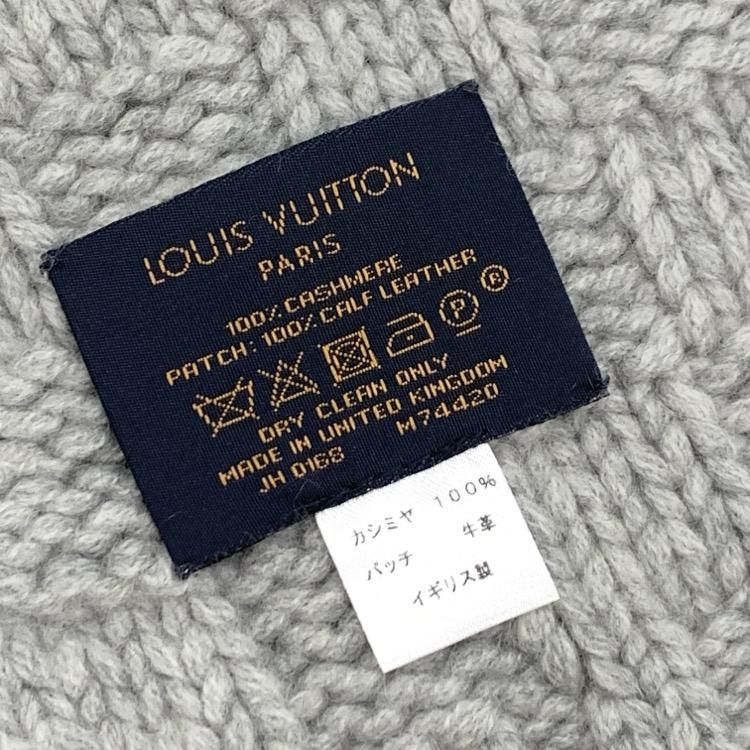 LOUIS VUITTON
PARIS
100% CASHMERE
PATCH: 100% CALF LEATHER
P R
DRY CLEAN ONLY
MADE IN UNITED KINGDOM
JH 0168 M74420
カシミヤ 100%
パッチ 牛革
イギリス製